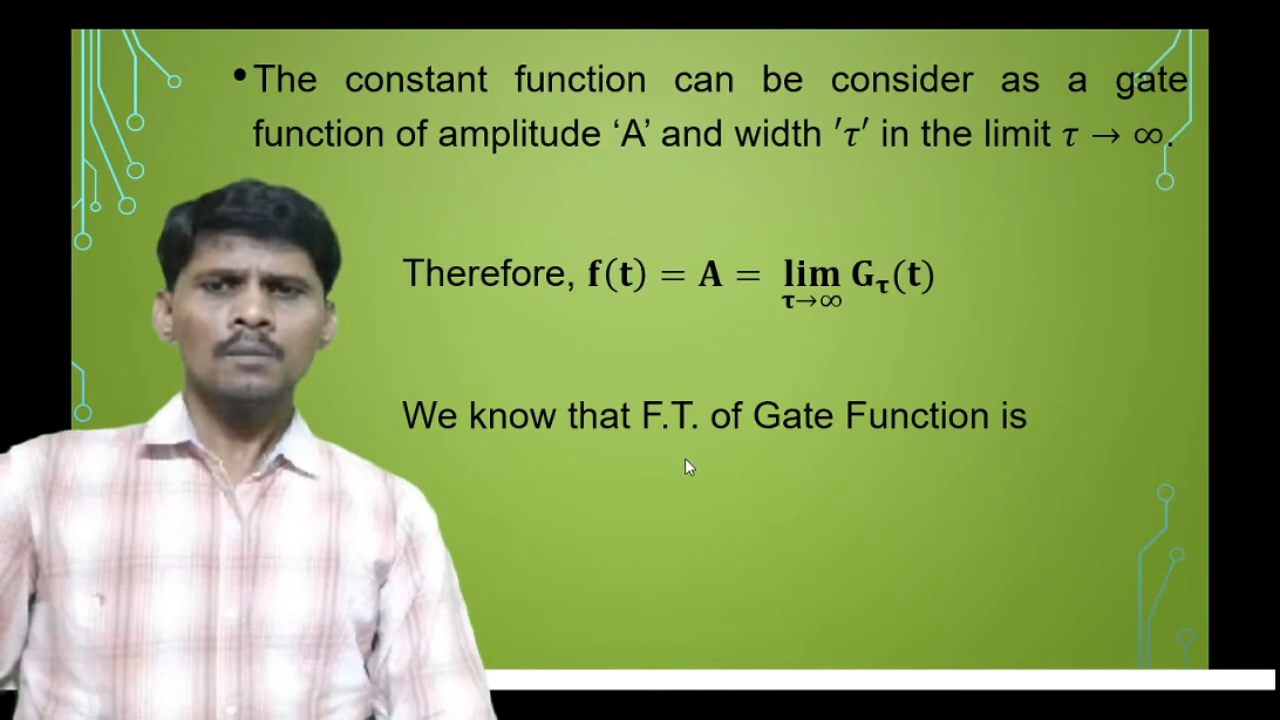 • The constant function can be consider as a gate
function of amplitude ‘A’ and width ′τ′ in the limit τ → ∞.
Therefore, f(t) = A = lim G_τ(t)
τ→∞
We know that F.T. of Gate Function is